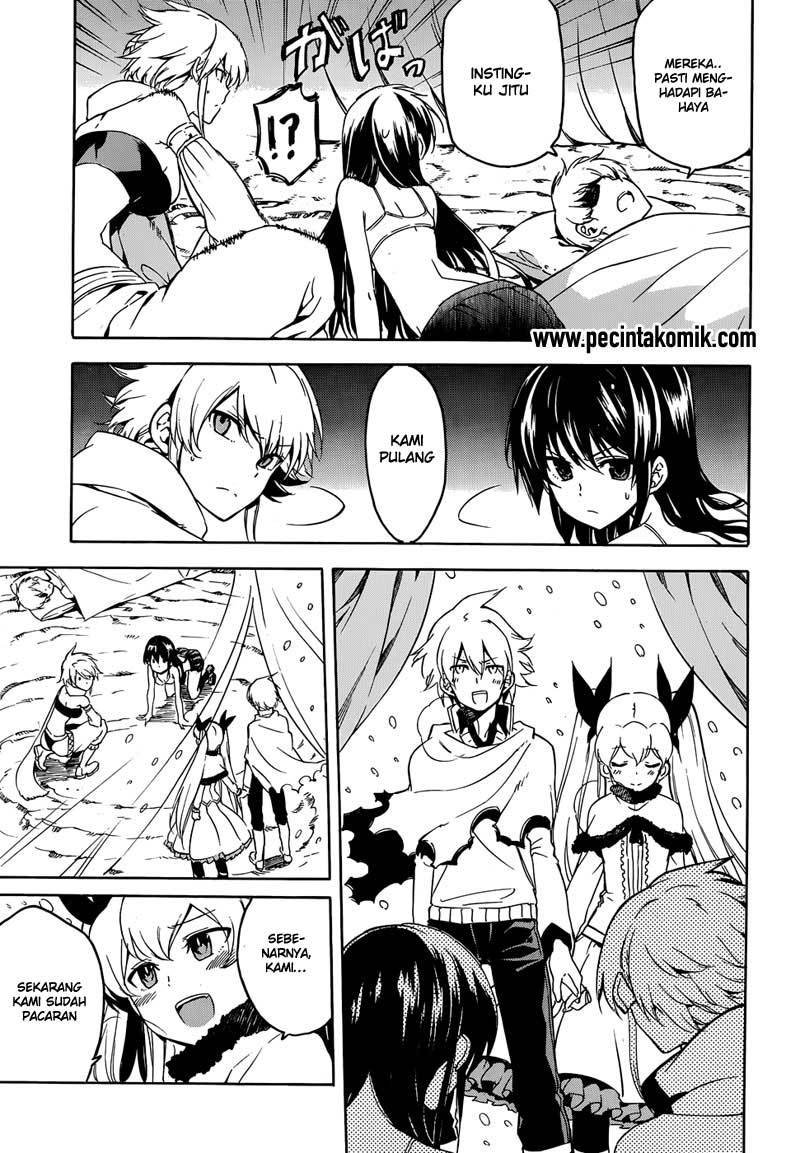 MEREKA..
PASTI MENG-
HADAPI BA-
HAYA
INSTING-
KU JITU
がばっ
!?
www.pecintakomik.com
KAMI
PULANG
SEBE-
NARNYA,
KAMI...
SEKARANG
KAMI SUDAH
PACARAN